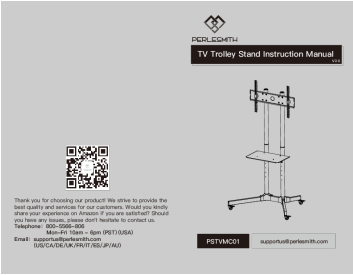 PERLESMITH
TV Trolley Stand Instruction Manual
V2.0
Thank you for choosing our product! We strive to provide the
best quality and services for our customers. Would you kindly
share your experience on Amazon if you are satisfied? Should
you have any issues, please don't hesitate to contact us.
Telephone: 800-5566-806
Mon-Fri 10am - 6pm (PST)(USA)
Email: supportus@perlesmith.com
(US/CA/DE/UK/FR/IT/ES/JP/AU)
PSTVMC01
supportus@perlesmith.com